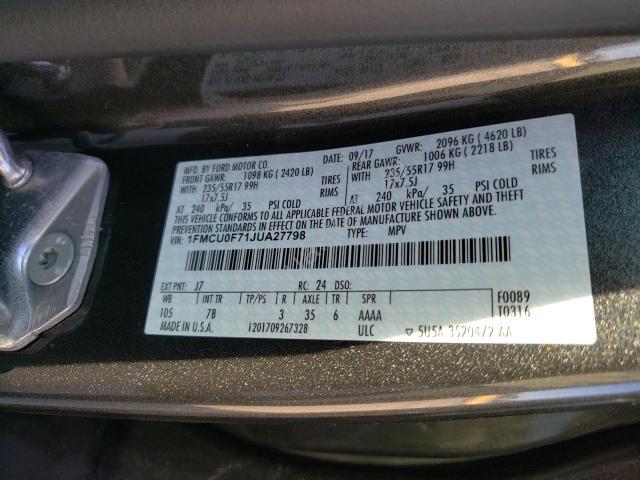 MFD. BY FORD MOTOR CO. 09/17 GVWR: 2096 KG ( 4620 LB)
FRONT GAWR: 1098 KG ( 2420 LB) REAR GAWR: 1006 KG ( 2218 LB)
235/55R17 99H TIRES 235/55R17 99H TIRES
17x7.5J RIMS 17x7.5J RIMS
AT 240 kPa/ 35 PSI COLD AT 240 kPa/ 35 PSI COLD
THIS VEHICLE CONFORMS TO ALL APPLICABLE FEDERAL MOTOR VEHICLE SAFETY AND THEFT
PREVENTION STANDARDS IN EFFECT ON THE DATE OF MANUFACTURE SHOWN ABOVE.
VIN: 1FMCU0F71JUA27798 TYPE: MPV
EXT PNT: J7 RC: 24 DSO: F0089
WB INT TR TP/PS R AXLE TR SPR T0316
105 7B 3 35 6 AAAA
MADE IN U.S.A. 1201709267328 ULC 5U5A 3520472 AA